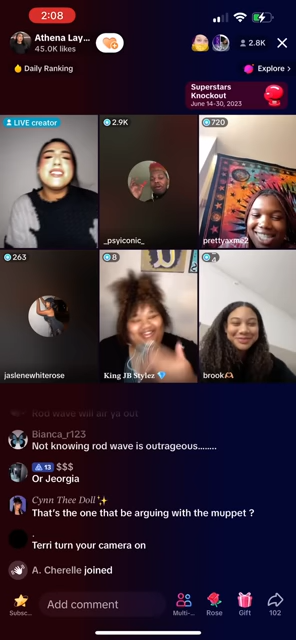 2:08
Athena Lay...
45.0K likes
2.8K
Daily Ranking
Explore >
Superstars
Knockout
June 14-30, 2023
LIVE creator
2.9K
720
_psyiconic_
prettyaxme2
263
8
jaslenewhiterose
King JB Stylez 💎
brook🫶🏽
Rod wave will air ya out
Bianca_r123
Not knowing rod wave is outrageous........
13 $$$
Or Jeorgia
Cynn Thee Doll✨
That's the one that be arguing with the muppet ?
.
Terri turn your camera on
A. Cherelle joined
Add comment
Subsc... Multi-... Rose Gift 102